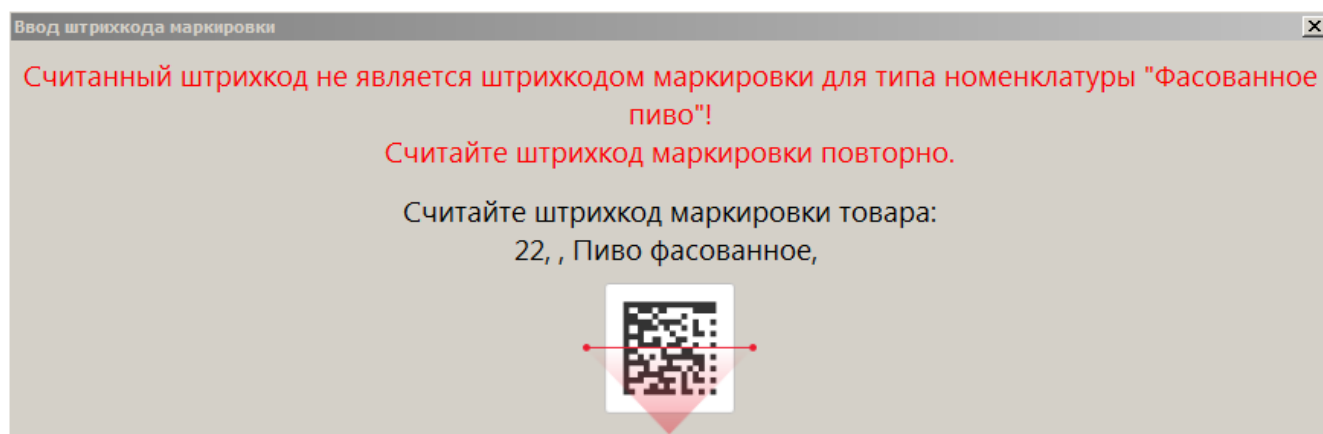 Ввод штрихкода маркировки
Считанный штрихкод не является штрихкодом маркировки для типа номенклатуры "Фасованное
пиво"!
Считайте штрихкод маркировки повторно.
Считайте штрихкод маркировки товара:
22, , Пиво фасованное,